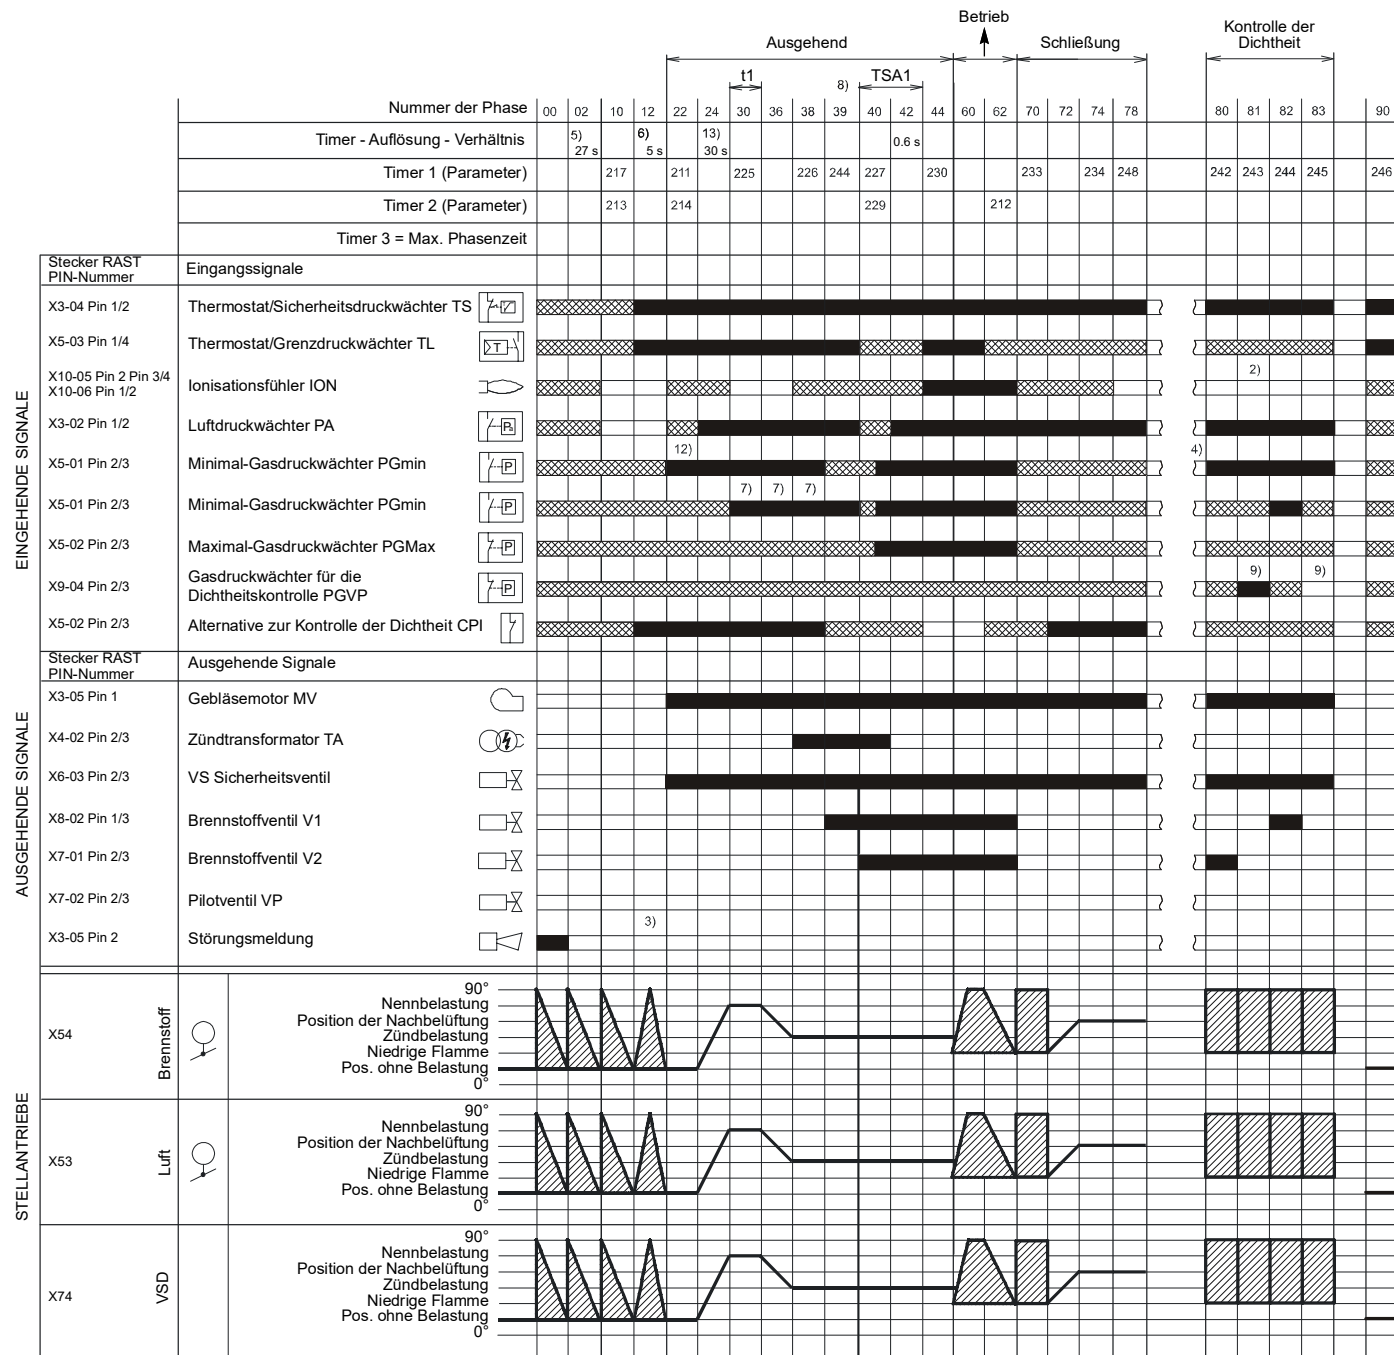 Betrieb
Ausgehend
Schließung
Kontrolle der
Dichtheit
t1
8)
TSA1
Nummer der Phase 00 02 10 12 22 24 30 36 38 39 40 42 44 60 62 70 72 74 78 80 81 82 83 90
Timer - Auflösung - Verhältnis 5) 27 s 6) 5 s 13) 30 s 0.6 s
Timer 1 (Parameter) 217 211 225 226 244 227 230 233 234 248 242 243 244 245 246
Timer 2 (Parameter) 213 214 229 212
Timer 3 = Max. Phasenzeit
Stecker RAST
PIN-Nummer
Eingangssignale
EINGEHENDE SIGNALE
X3-04 Pin 1/2 Thermostat/Sicherheitsdruckwächter TS
X5-03 Pin 1/4 Thermostat/Grenzdruckwächter TL T
2)
X10-05 Pin 2 Pin 3/4
X10-06 Pin 1/2
Ionisationsfühler ION
X3-02 Pin 1/2 Luftdruckwächter PA Pa
12) 4)
X5-01 Pin 2/3 Minimal-Gasdruckwächter PGmin P
7) 7) 7)
X5-01 Pin 2/3 Minimal-Gasdruckwächter PGmin P
X5-02 Pin 2/3 Maximal-Gasdruckwächter PGMax P
9) 9)
X9-04 Pin 2/3 Gasdruckwächter für die
Dichtheitskontrolle PGVP P
X5-02 Pin 2/3 Alternative zur Kontrolle der Dichtheit CPI
Stecker RAST
PIN-Nummer
Ausgehende Signale
AUSGEHENDE SIGNALE
X3-05 Pin 1 Gebläsemotor MV
X4-02 Pin 2/3 Zündtransformator TA
X6-03 Pin 2/3 VS Sicherheitsventil
X8-02 Pin 1/3 Brennstoffventil V1
X7-01 Pin 2/3 Brennstoffventil V2
X7-02 Pin 2/3 Pilotventil VP
3)
X3-05 Pin 2 Störungsmeldung
STELLANTRIEBE
X54 Brennstoff
90°
Nennbelastung
Position der Nachbelüftung
Zündbelastung
Niedrige Flamme
Pos. ohne Belastung
0°
X53 Luft
90°
Nennbelastung
Position der Nachbelüftung
Zündbelastung
Niedrige Flamme
Pos. ohne Belastung
0°
X74 VSD
90°
Nennbelastung
Position der Nachbelüftung
Zündbelastung
Niedrige Flamme
Pos. ohne Belastung
0°